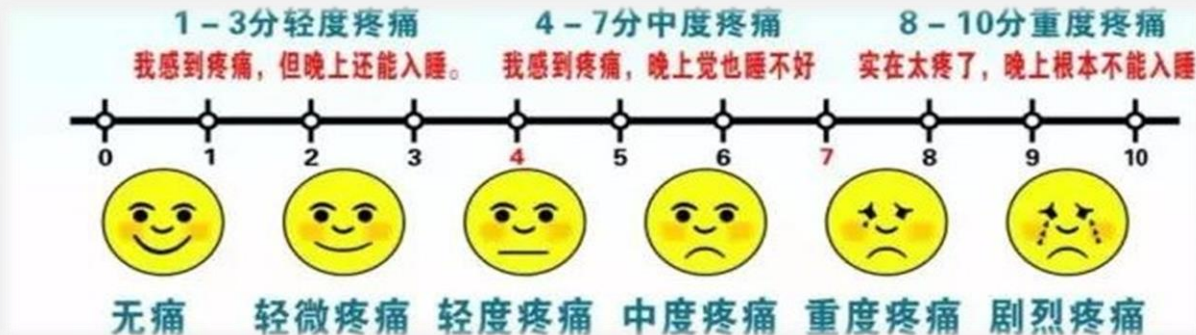 1－3分轻度疼痛 4－7分中度疼痛 8－10分重度疼痛
我感到疼痛，但晚上还能入睡。 我感到疼痛，晚上觉也睡不好 实在太疼了，晚上根本不能入睡
0 1 2 3 4 5 6 7 8 9 10
无痛 轻微疼痛 轻度疼痛 中度疼痛 重度疼痛 剧烈疼痛